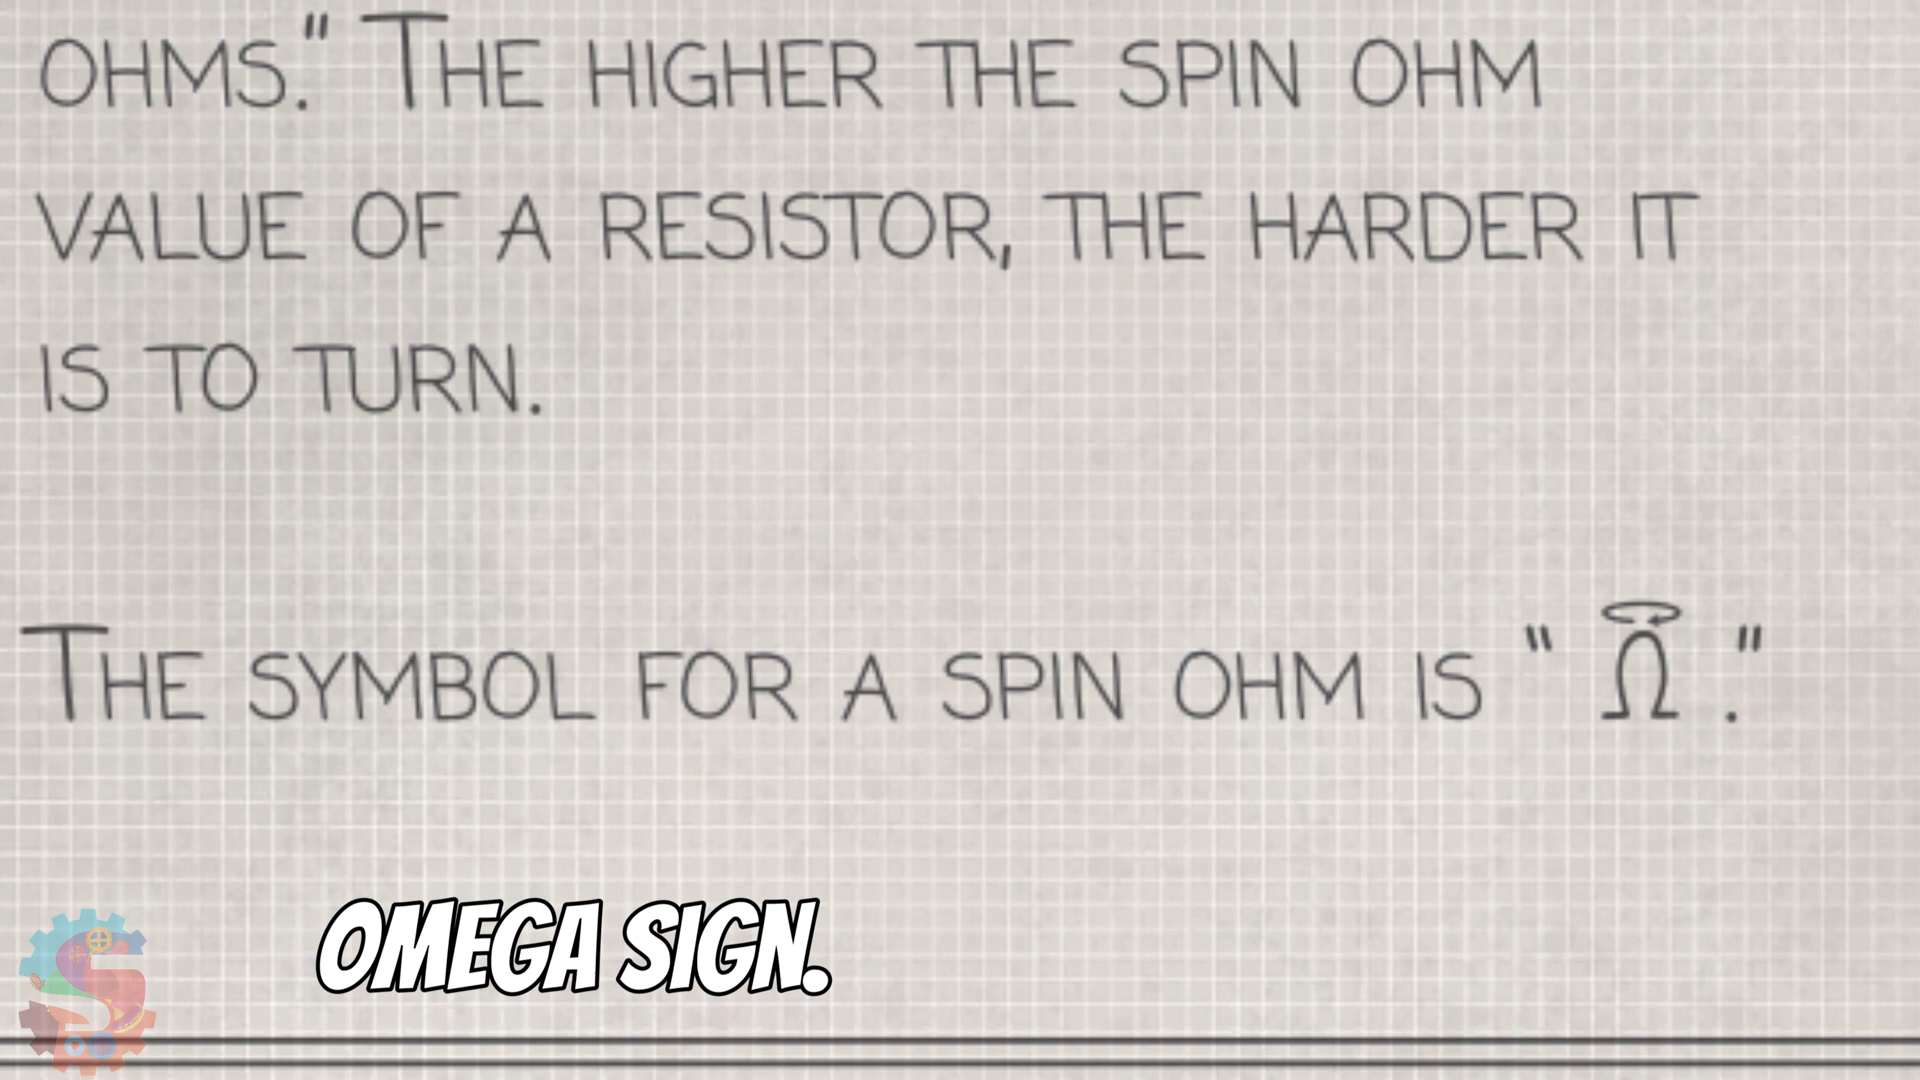 OHMS." THE HIGHER THE SPIN OHM
VALUE OF A RESISTOR, THE HARDER IT
IS TO TURN.
THE SYMBOL FOR A SPIN OHM IS " Ω ."
OMEGA SIGN.